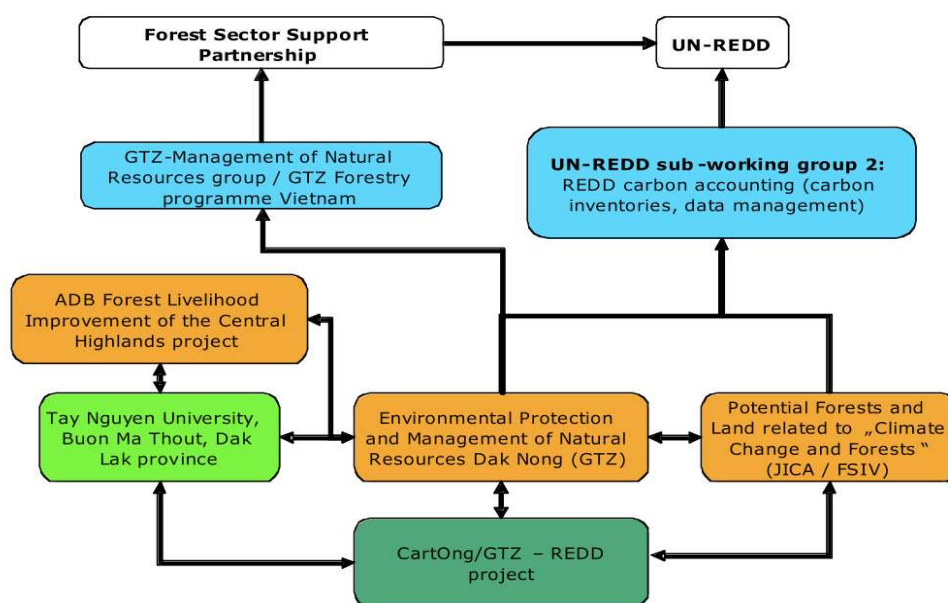 Forest Sector Support
Partnership
UN-REDD
GTZ-Management of Natural
Resources group / GTZ Forestry
programme Vietnam
UN-REDD sub-working group 2:
REDD carbon accounting (carbon
inventories, data management)
ADB Forest Livelihood
Improvement of the Central
Highlands project
Tay Nguyen University,
Buon Ma Thout, Dak
Lak province
Environmental Protection
and Management of Natural
Resources Dak Nong (GTZ)
Potential Forests and
Land related to „Climate
Change and Forests“
(JICA / FSIV)
CartOng/GTZ – REDD
project